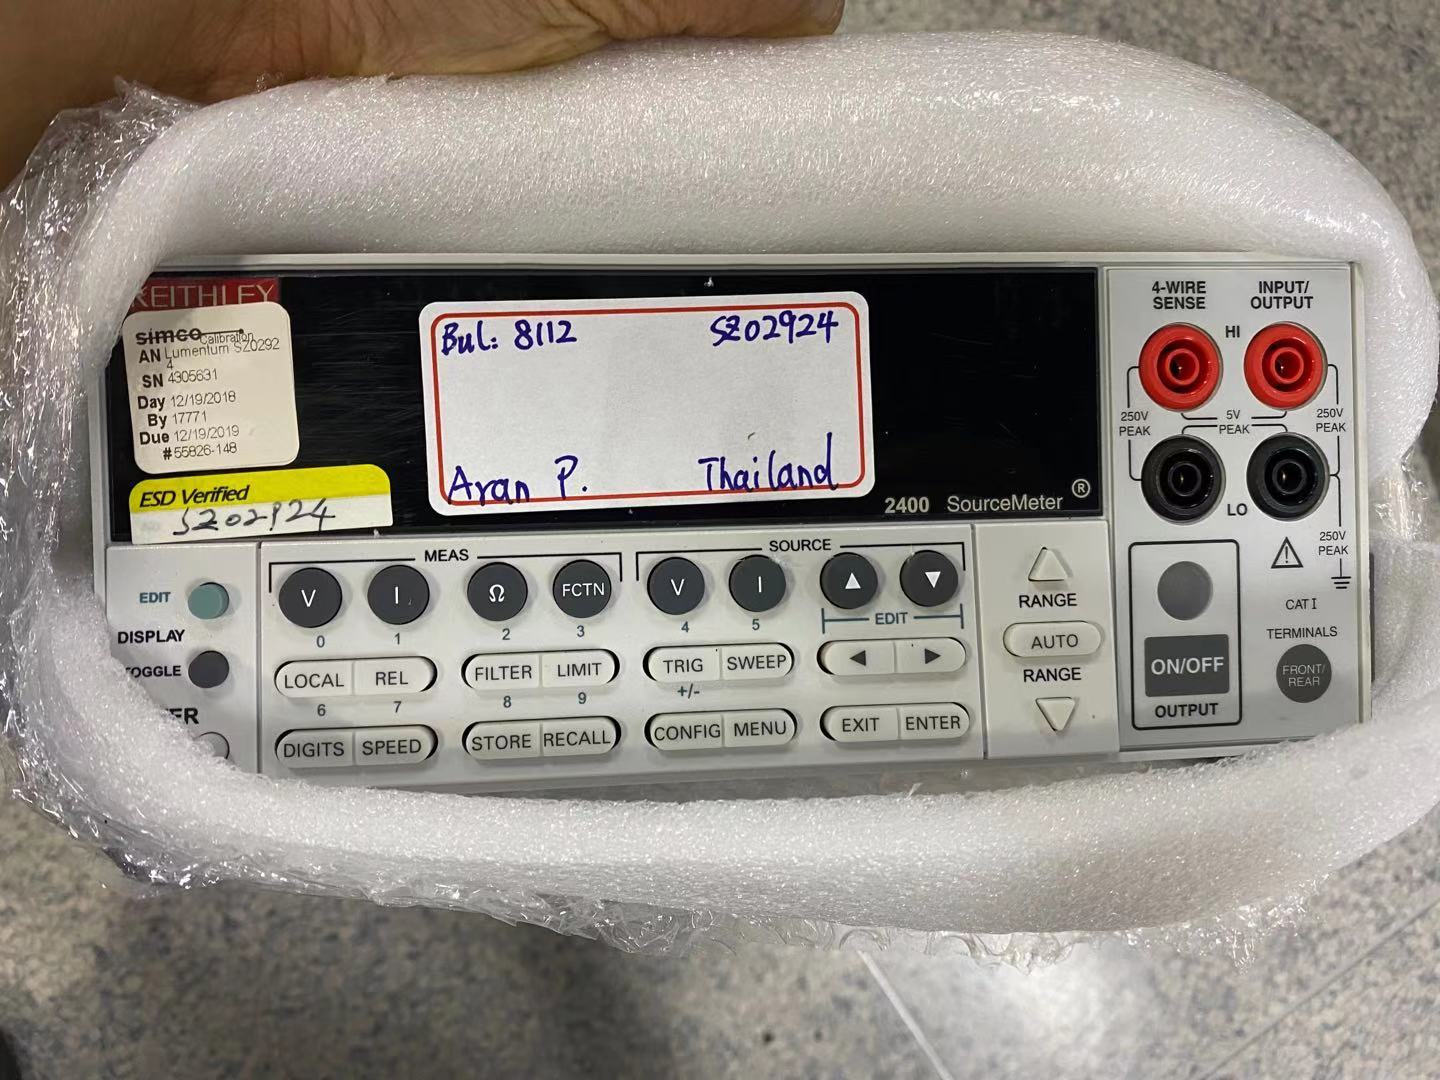 KEITHLEY
simco Calibration
AN Lumentum SZ0292
4
SN 4305631
Day 12/19/2018
By 17771
Due 12/19/2019
# 55826-148
ESD Verified
SZ02924
Bul: 8112 SZ02924
Aran P. Thailand
2400 SourceMeter ®
4-WIRE SENSE
INPUT/ OUTPUT
HI
250V PEAK
5V PEAK
250V PEAK
LO
250V PEAK
CAT I
TERMINALS
FRONT/ REAR
ON/OFF
OUTPUT
EDIT
DISPLAY
TOGGLE
MEAS
V I Ω FCTN
0 1 2 3
LOCAL REL FILTER LIMIT
6 7 8 9
DIGITS SPEED STORE RECALL
SOURCE
V I
4 5
EDIT
TRIG SWEEP
+/-
CONFIG MENU EXIT ENTER
RANGE
AUTO
RANGE